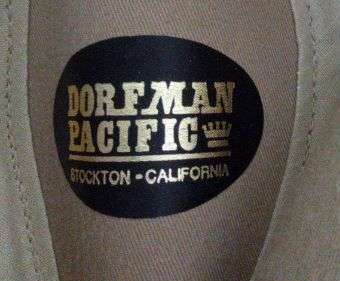 DORFMAN
PACIFIC
STOCKTON - CALIFORNIA